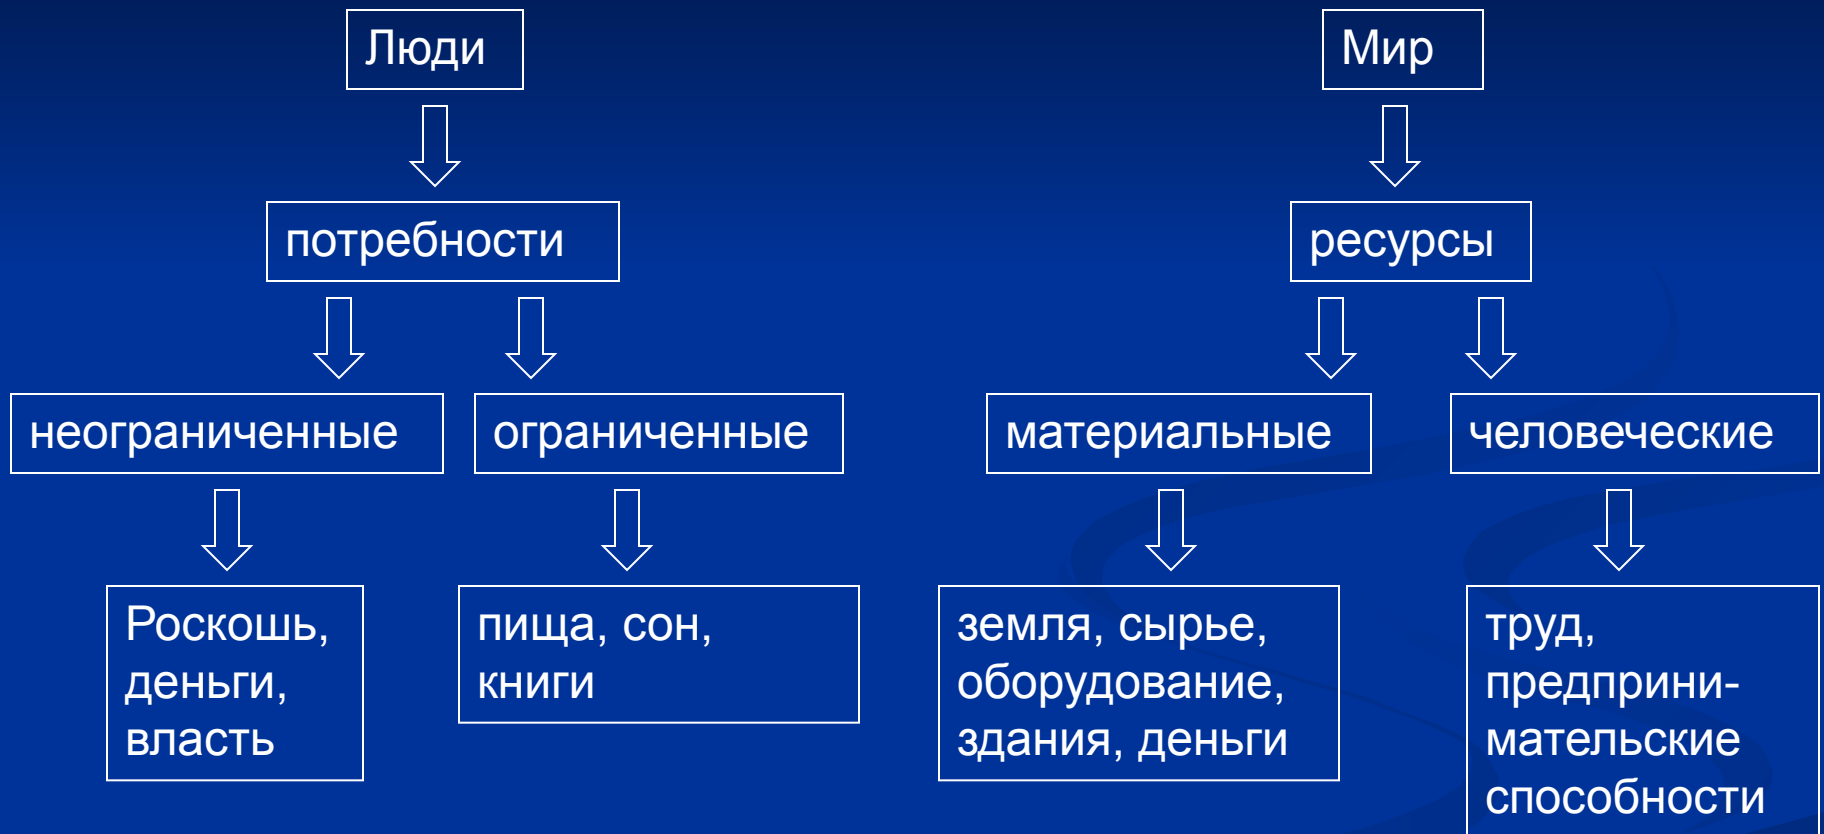 Люди
Мир
потребности
ресурсы
неограниченные
ограниченные
материальные
человеческие
Роскошь,
деньги,
власть
пища, сон,
книги
земля, сырье,
оборудование,
здания, деньги
труд,
предприни-
мательские
способности